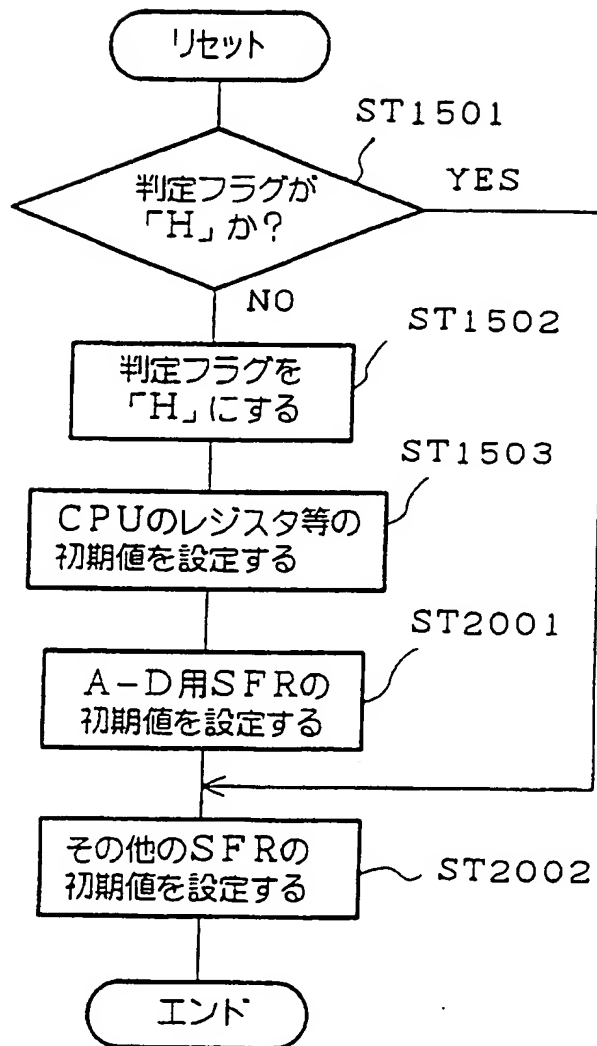 リセット
ST1501
判定フラグが
「H」か?
YES
NO
ST1502
判定フラグを
「H」にする
ST1503
CPUのレジスタ等の
初期値を設定する
ST2001
A-D用SFRの
初期値を設定する
その他のSFRの
初期値を設定する
ST2002
エンド